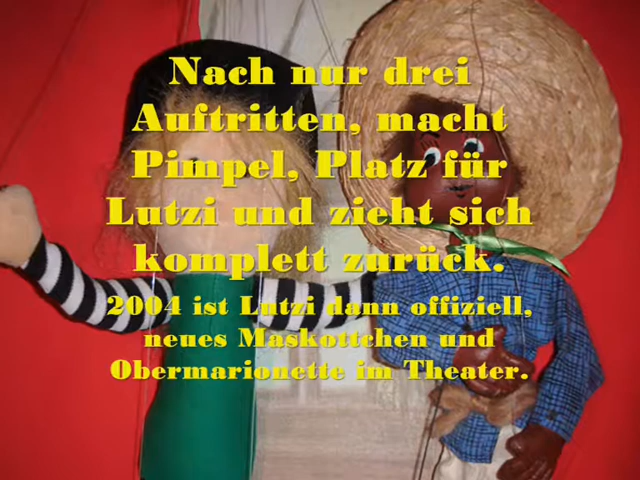 Nach nur drei
Auftritten, macht
Pimpel, Platz für
Lutzi und zieht sich
komplett zurück.
2004 ist Lutzi dann offiziell,
neues Maskottchen und
Obermarionette im Theater.